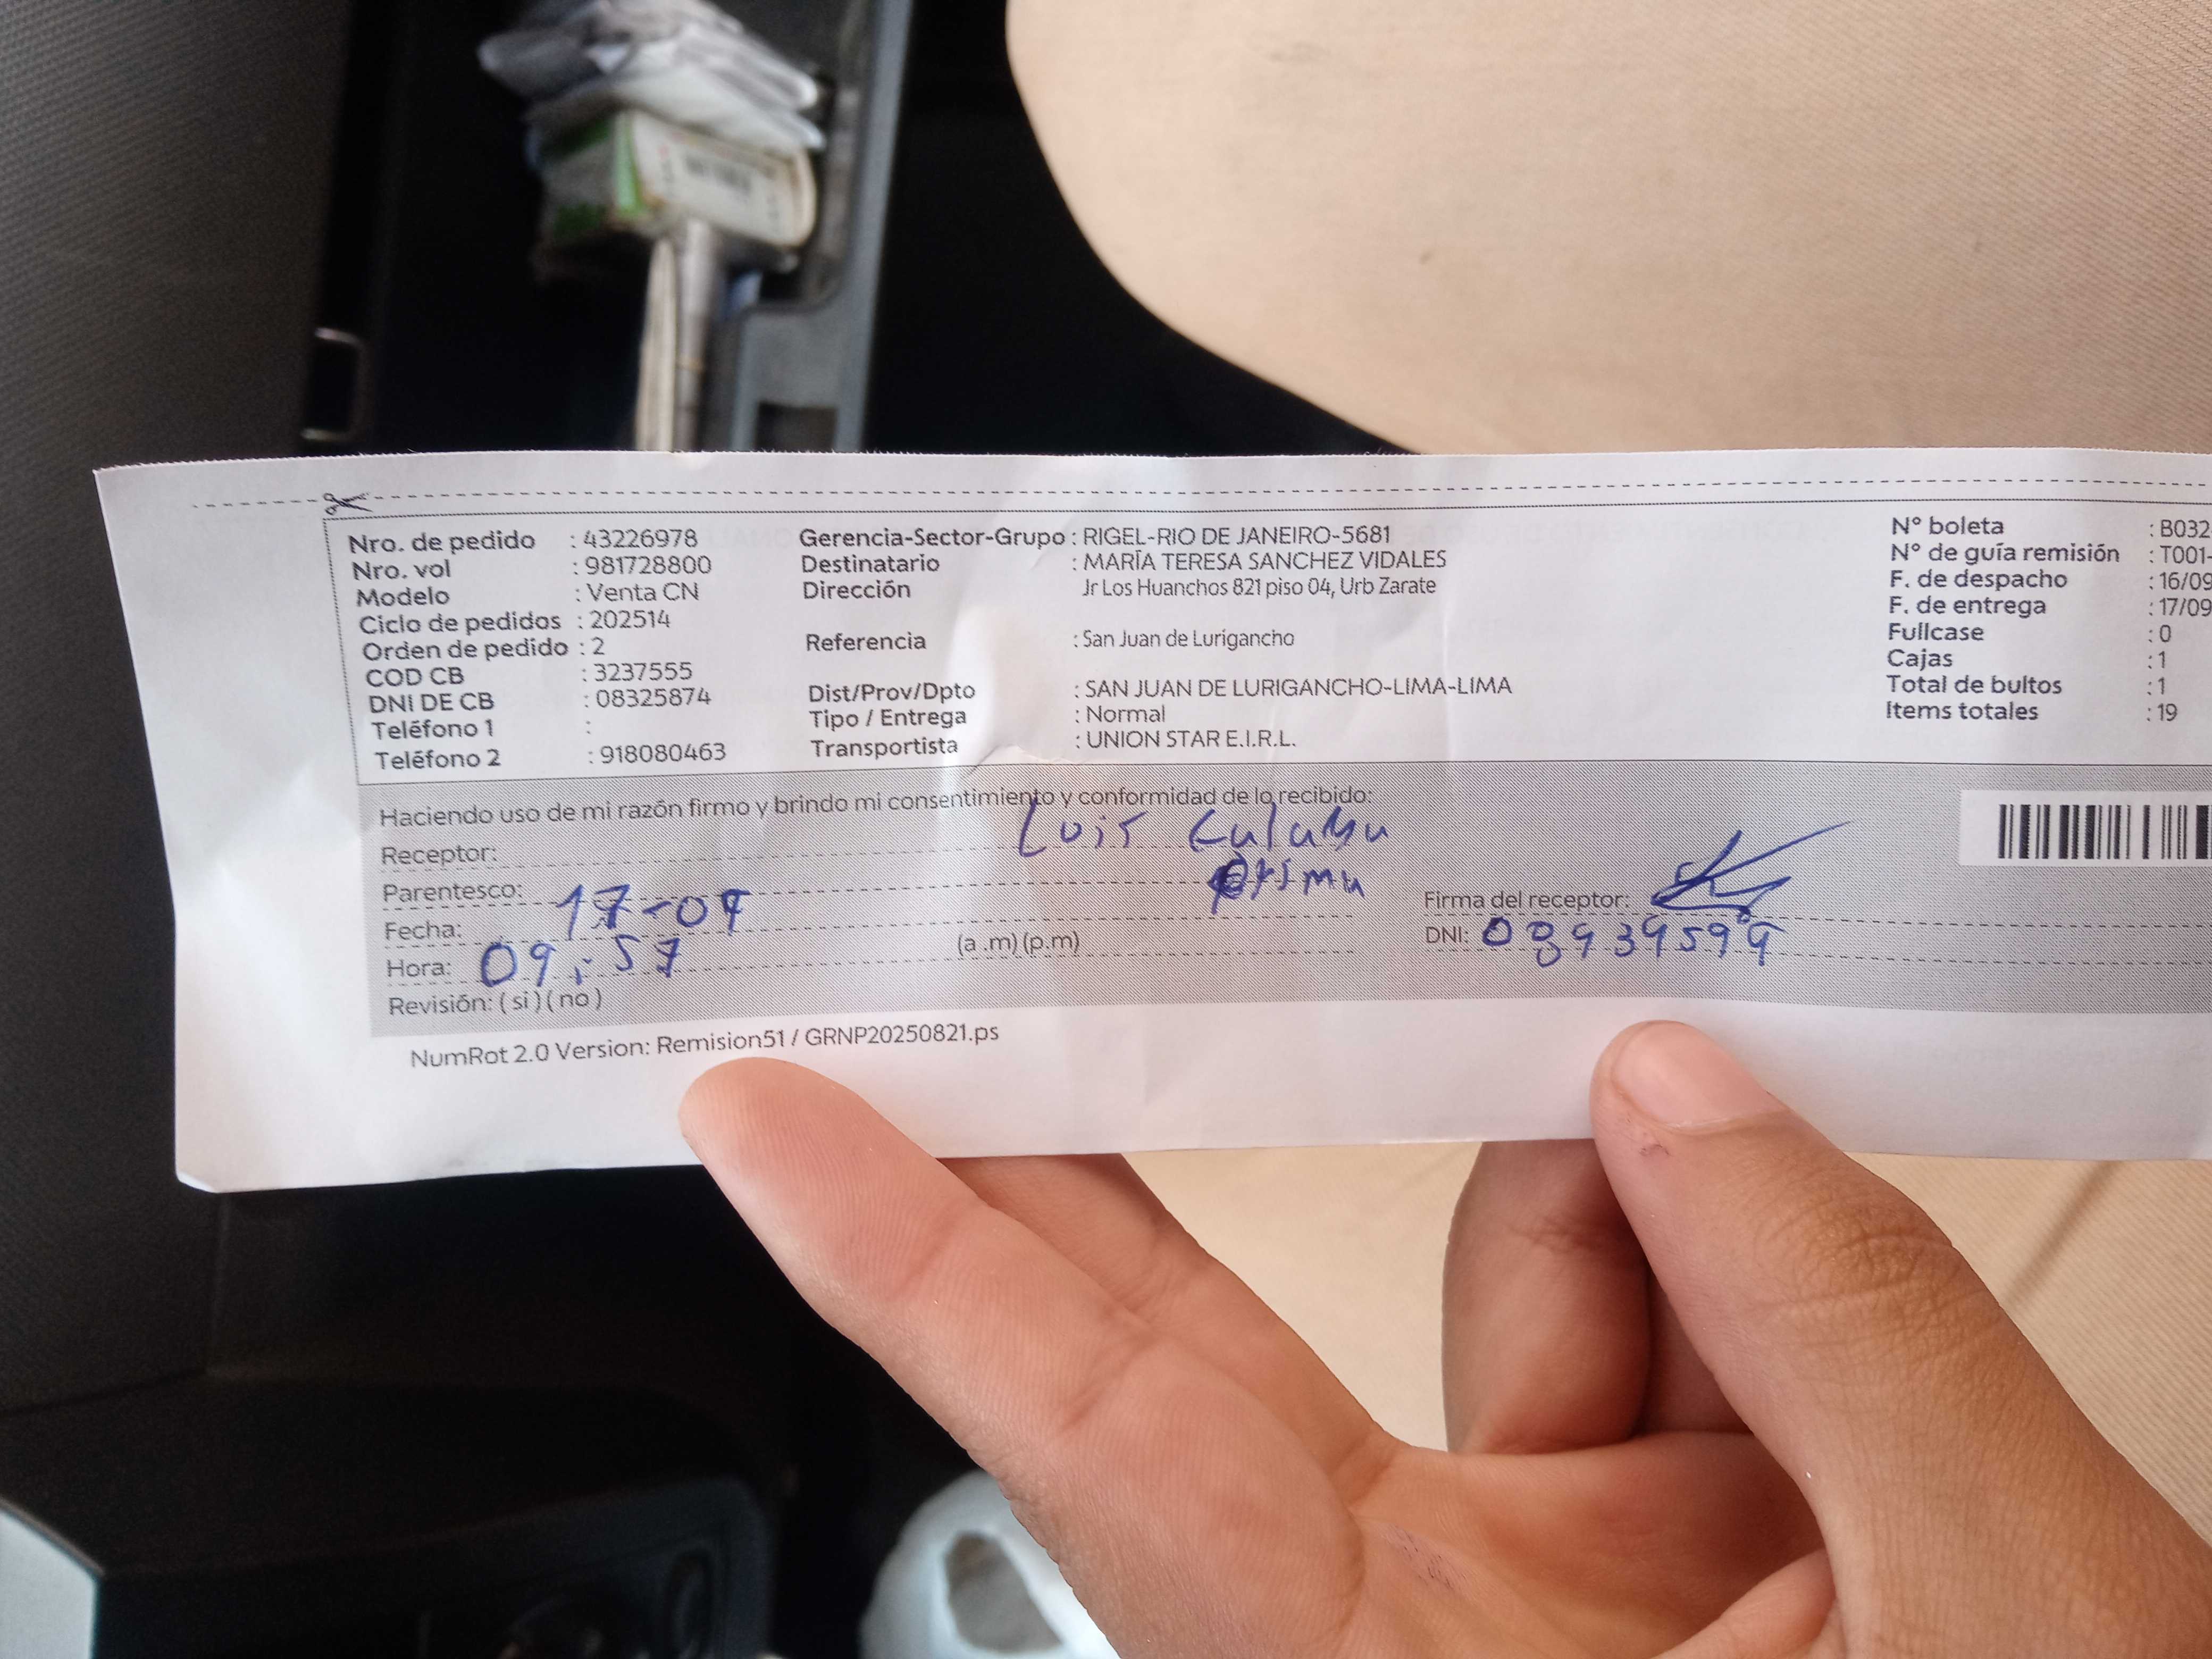 Nro. de pedido : 43226978
Nro. vol : 981728800
Modelo : Venta CN
Ciclo de pedidos : 202514
Orden de pedido : 2
COD CB : 3237555
DNI DE CB : 08325874
Teléfono 1 :
Teléfono 2 : 918080463
Gerencia-Sector-Grupo : RIGEL-RIO DE JANEIRO-5681
Destinatario : MARÍA TERESA SANCHEZ VIDALES
Dirección Jr Los Huanchos 821 piso 04, Urb Zarate
Referencia : San Juan de Lurigancho
Dist/Prov/Dpto : SAN JUAN DE LURIGANCHO-LIMA-LIMA
Tipo / Entrega : Normal
Transportista : UNION STAR E.I.R.L.
N° boleta : B032
N° de guía remisión : T001-
F. de despacho : 16/09
F. de entrega : 17/09
Fullcase : 0
Cajas : 1
Total de bultos : 1
Items totales : 19
Haciendo uso de mi razón firmo y brindo mi consentimiento y conformidad de lo recibido:
Receptor: Luis
Parentesco:
Fecha: 17-09
Hora: 09:57 (a .m) (p.m)
Revisión: ( si ) ( no )
Firma del receptor:
DNI:
NumRot 2.0 Version: Remision51 / GRNP20250821.ps